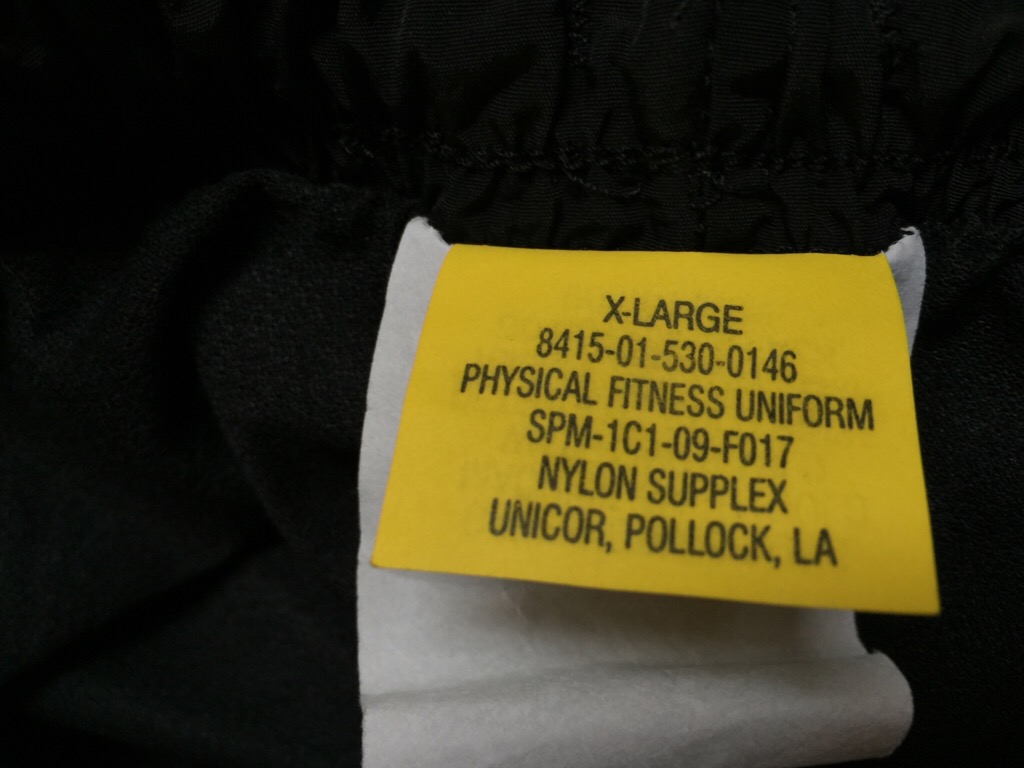 X-LARGE
8415-01-530-0146
PHYSICAL FITNESS UNIFORM
SPM-1C1-09-F017
NYLON SUPPLEX
UNICOR, POLLOCK, LA